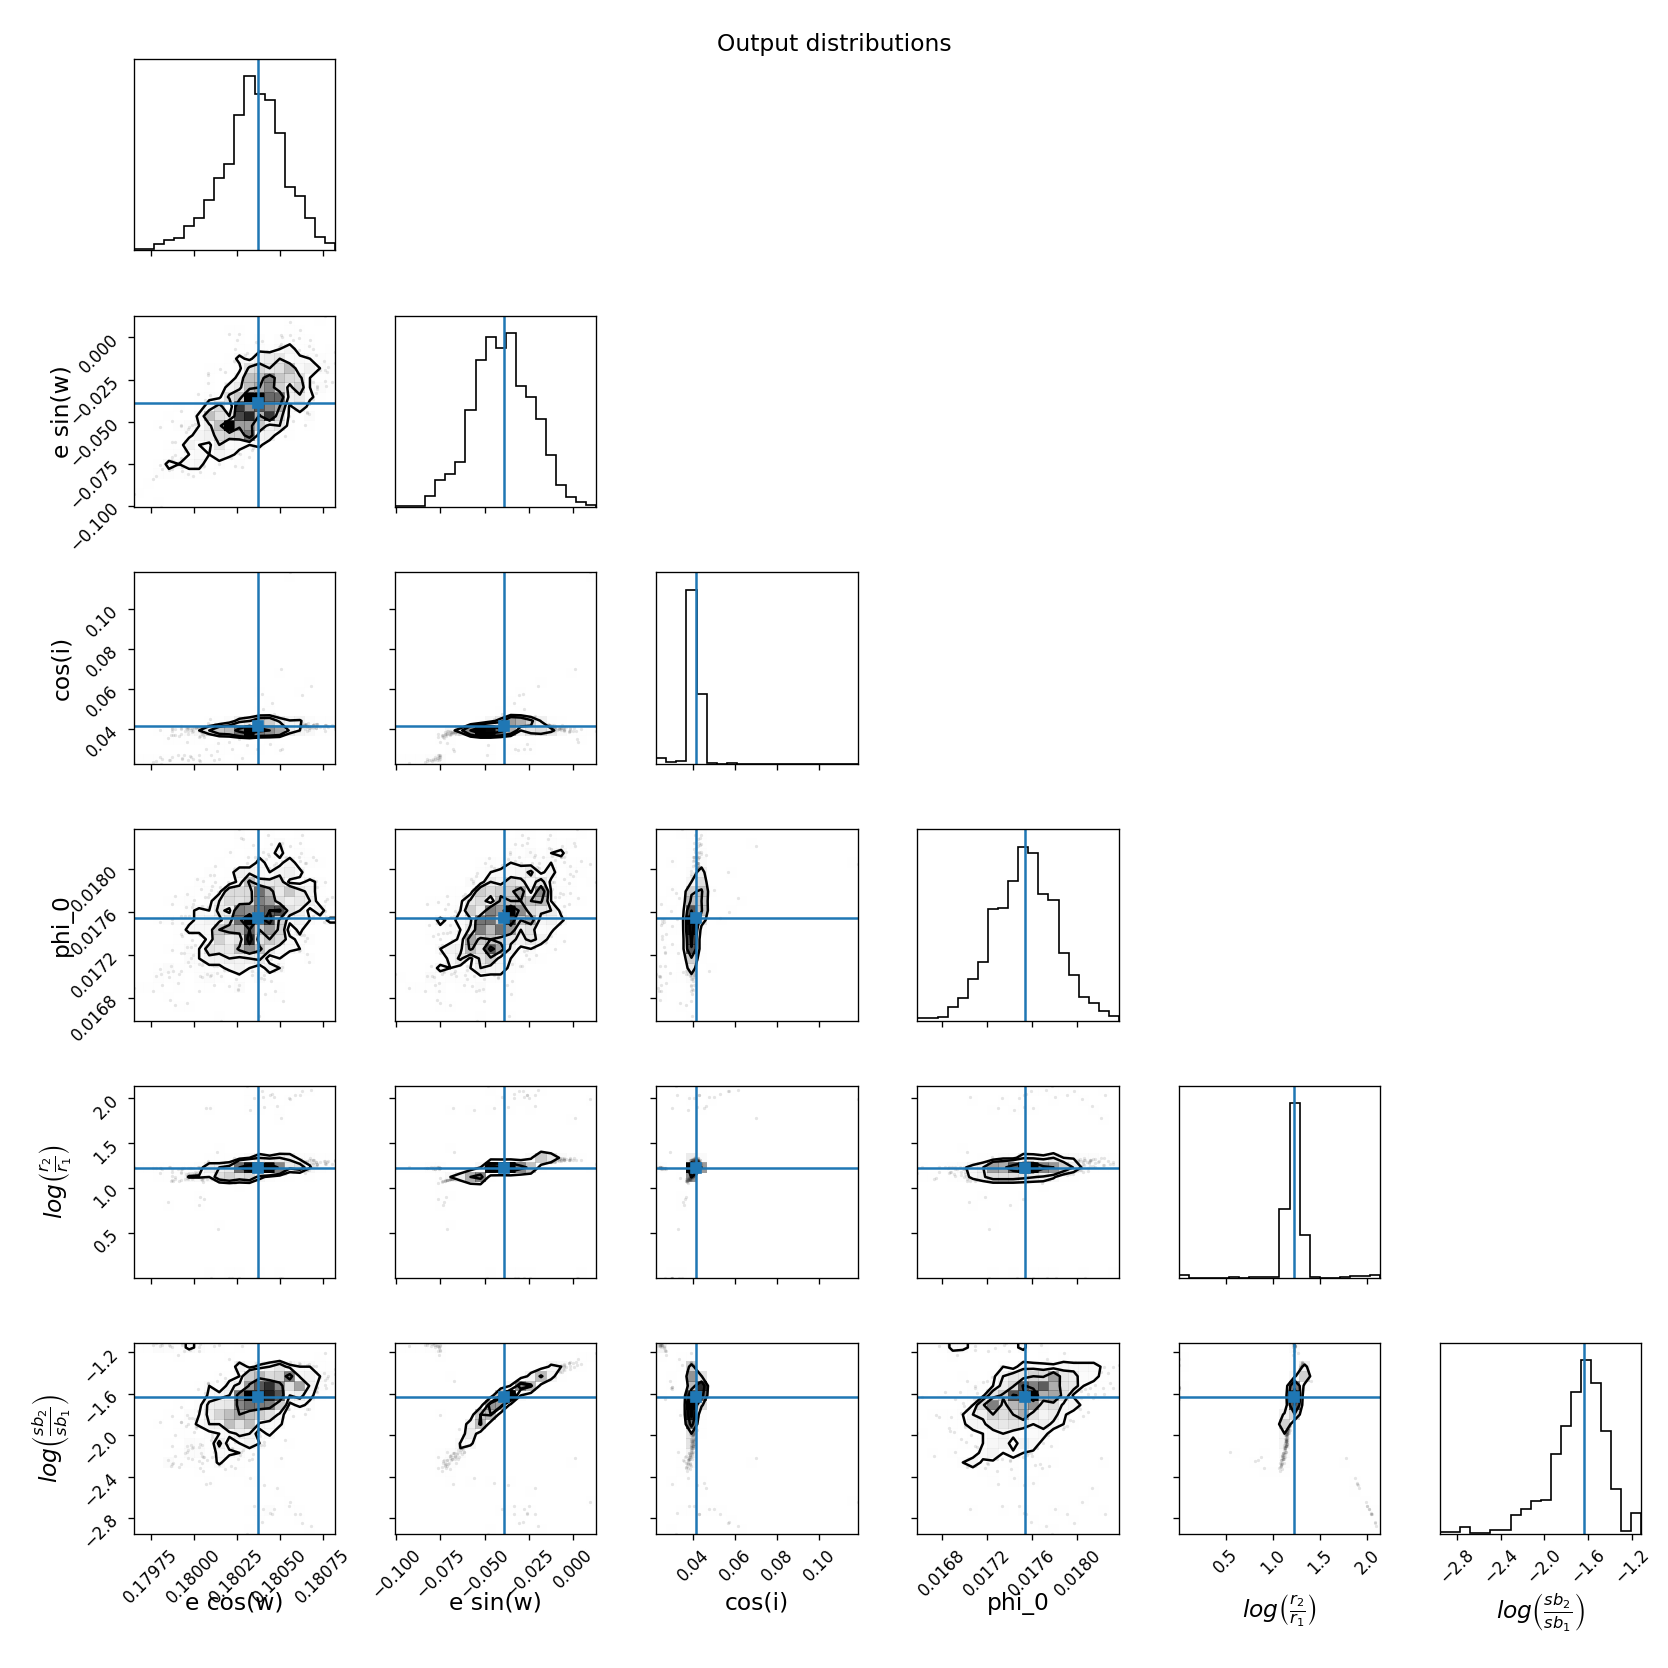 Output distributions
e sin(w)
0.000
−0.025
−0.050
−0.075
−0.100
cos(i)
0.10
0.08
0.06
0.04
phi_0
0.0180
0.0176
0.0172
0.0168
log(r2/r1)
2.0
1.5
1.0
0.5
log(sb2/sb1)
−1.2
−1.6
−2.0
−2.4
−2.8
0.17975 0.18000 0.18025 0.18050 0.18075
−0.100 −0.075 −0.050 −0.025 0.000
0.04 0.06 0.08 0.10
0.0168 0.0172 0.0176 0.0180
0.5 1.0 1.5 2.0
−2.8 −2.4 −2.0 −1.6 −1.2
e cos(w) e sin(w) cos(i) phi_0 log(r2/r1) log(sb2/sb1)